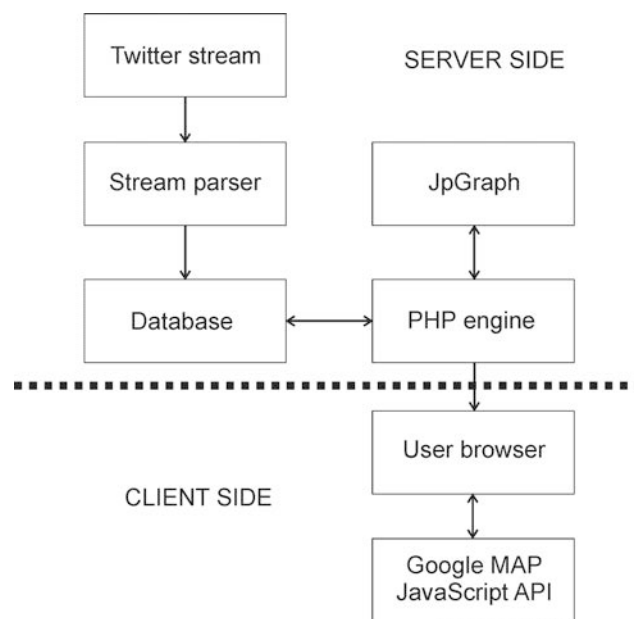 Twitter stream
SERVER SIDE
Stream parser
JpGraph
Database
PHP engine
User browser
CLIENT SIDE
Google MAP
JavaScript API